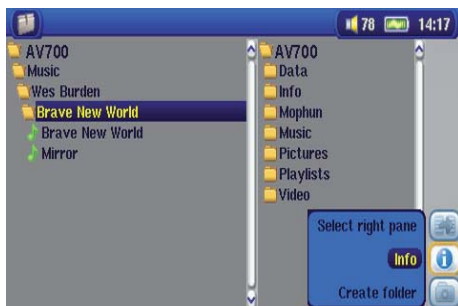 78 14:17
AV700
Music
Wes Burden
Brave New World
Brave New World
Mirror
AV700
Data
Info
Mophun
Music
Pictures
Playlists
Video
Select right pane
Info
Create folder